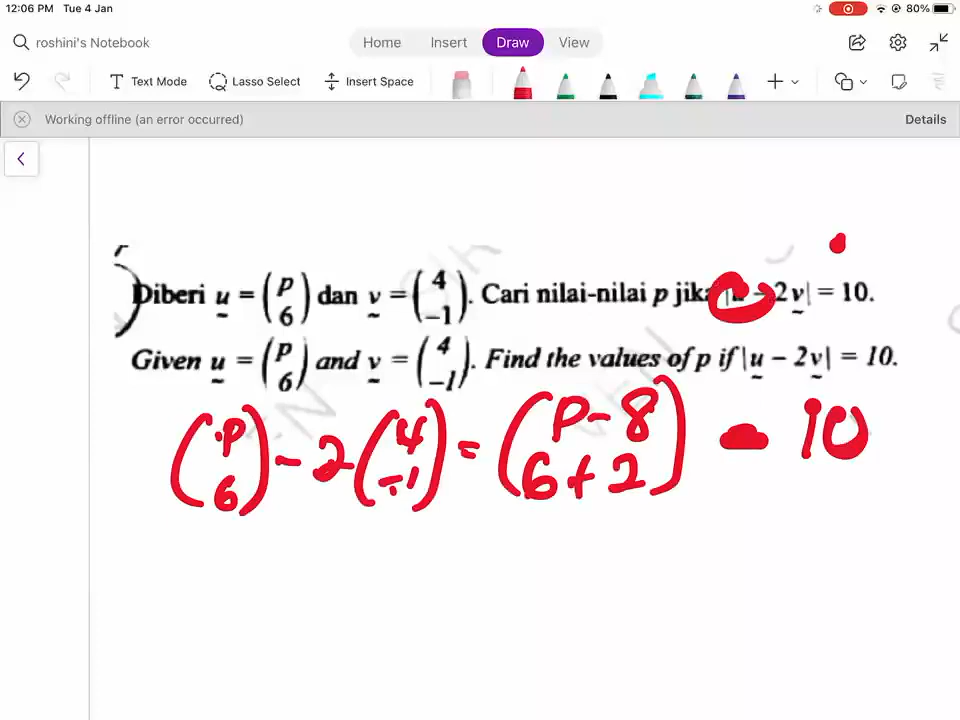 12:06 PM Tue 4 Jan 80%
roshini's Notebook Home Insert Draw View
Text Mode Lasso Select Insert Space
Working offline (an error occurred) Details
Diberi u = (p 6) dan v = (4 −1). Cari nilai-nilai p jika − 2v| = 10.
Given u = (p 6) and v = (4 −1). Find the values of p if |u − 2v| = 10.
(p 6) − 2(4 −1) = (p − 8 6 + 2) 10